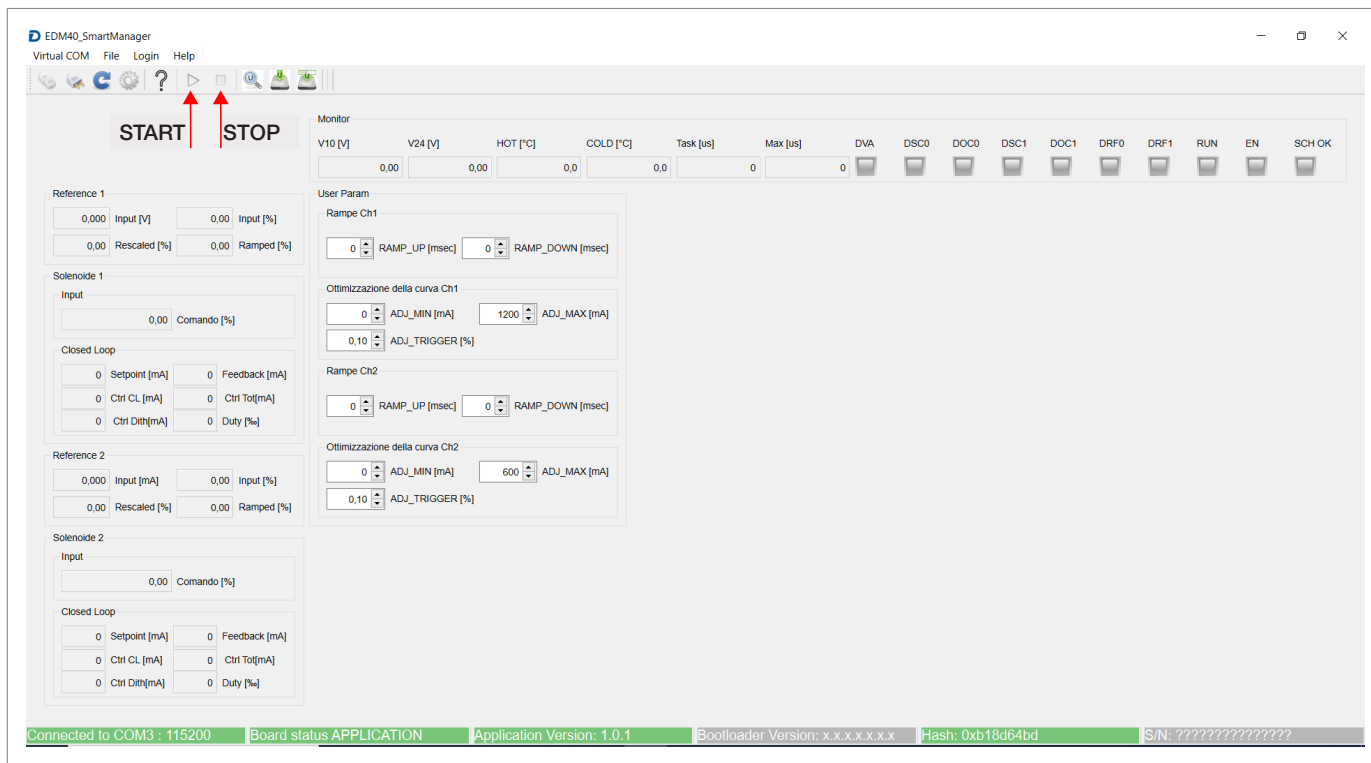 EDM40_SmartManager
Virtual COM File Login Help
START STOP
Monitor
V10 [V] V24 [V] HOT [°C] COLD [°C] Task [us] Max [us] DVA DSC0 DOC0 DSC1 DOC1 DRF0 DRF1 RUN EN SCH OK
0,00 0,00 0,0 0,0 0 0
Reference 1
0,000 Input [V] 0,00 Input [%]
0,00 Rescaled [%] 0,00 Ramped [%]
Solenoide 1
Input
0,00 Comando [%]
Closed Loop
0 Setpoint [mA] 0 Feedback [mA]
0 Ctrl CL [mA] 0 Ctrl Tot[mA]
0 Ctrl Dith[mA] 0 Duty [‰]
Reference 2
0,000 Input [mA] 0,00 Input [%]
0,00 Rescaled [%] 0,00 Ramped [%]
Solenoide 2
Input
0,00 Comando [%]
Closed Loop
0 Setpoint [mA] 0 Feedback [mA]
0 Ctrl CL [mA] 0 Ctrl Tot[mA]
0 Ctrl Dith[mA] 0 Duty [‰]
User Param
Rampe Ch1
0 RAMP_UP [msec] 0 RAMP_DOWN [msec]
Ottimizzazione della curva Ch1
0 ADJ_MIN [mA] 1200 ADJ_MAX [mA]
0,10 ADJ_TRIGGER [%]
Rampe Ch2
0 RAMP_UP [msec] 0 RAMP_DOWN [msec]
Ottimizzazione della curva Ch2
0 ADJ_MIN [mA] 600 ADJ_MAX [mA]
0,10 ADJ_TRIGGER [%]
Connected to COM3 : 115200 Board status APPLICATION Application Version: 1.0.1 Bootloader Version: x.x.x.x.x.x Hash: 0xb18d64bd S/N: ???????????????